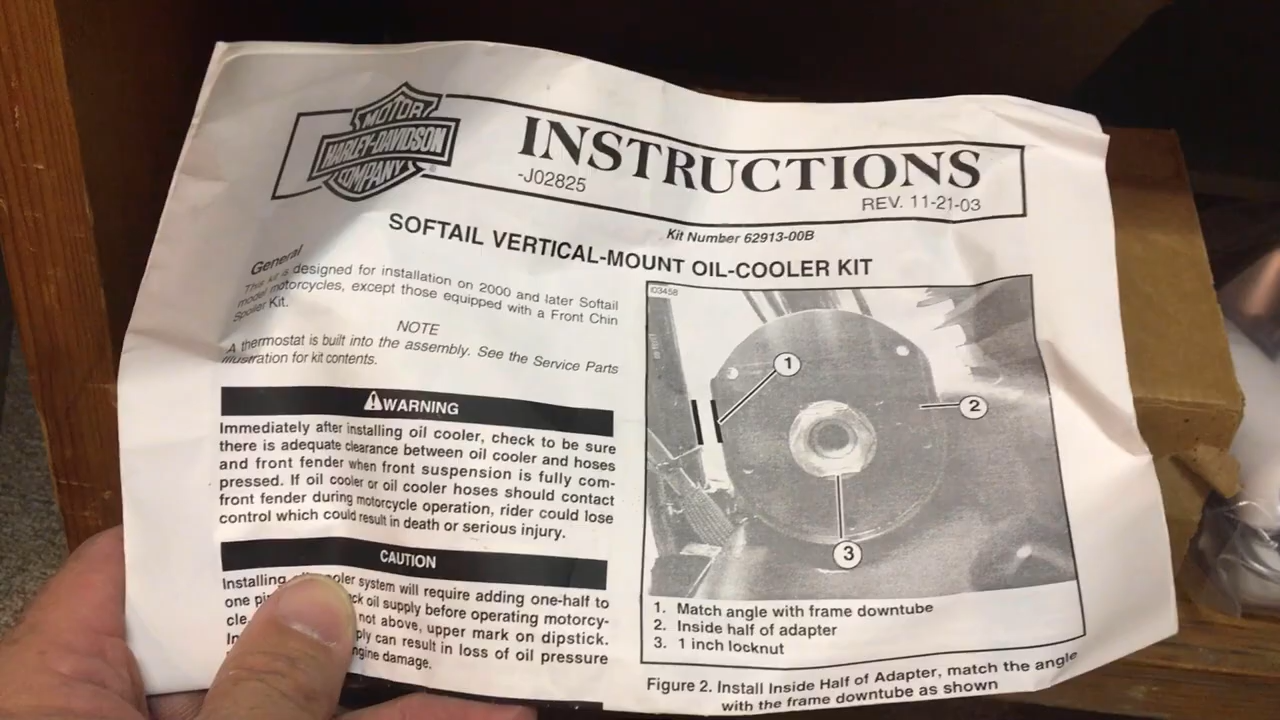 MOTOR
HARLEY-DAVIDSON
COMPANY
®
INSTRUCTIONS
-J02825
REV. 11-21-03
Kit Number 62913-00B
SOFTAIL VERTICAL-MOUNT OIL-COOLER KIT
General
This kit is designed for installation on 2000 and later Softail
model motorcycles, except those equipped with a Front Chin
Spoiler Kit.
NOTE
A thermostat is built into the assembly. See the Service Parts
illustration for kit contents.
WARNING
Immediately after installing oil cooler, check to be sure
there is adequate clearance between oil cooler and hoses
and front fender when front suspension is fully com-
pressed. If oil cooler or oil cooler hoses should contact
front fender during motorcycle operation, rider could lose
control which could result in death or serious injury.
CAUTION
Installing cooler system will require adding one-half to
one oil supply before operating motorcy-
cle. not above, upper mark on dipstick.
can result in loss of oil pressure
engine damage.
i03458
1
2
3
1. Match angle with frame downtube
2. Inside half of adapter
3. 1 inch locknut
Figure 2. Install Inside Half of Adapter, match the angle
with the frame downtube as shown